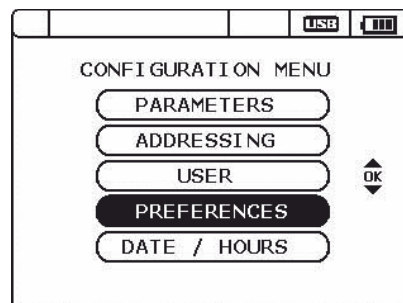 USB
CONFIGURATION MENU
PARAMETERS
ADDRESSING
USER
PREFERENCES
OK
DATE / HOURS